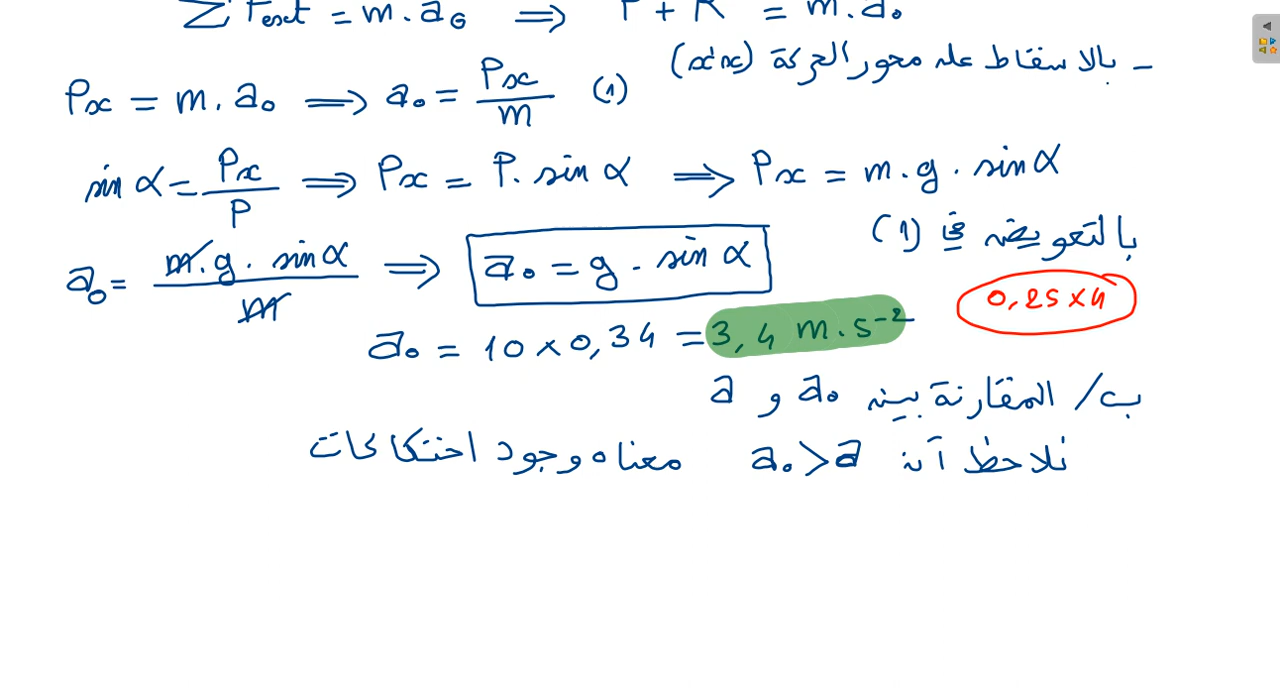 ∑ Fext = m.aG ⟹ P + R = m.a₀
- بالاسقاط على محور الحركة (x'x)
Px = m.a₀ ⟹ a₀ = Px/m (1)
sin α = Px/P ⟹ Px = P. sin α ⟹ Px = m.g. sin α
بالتعويض في (1)
a₀ = m.g. sin α/m ⟹ a₀ = g. sin α
0,25 x 4
a₀ = 10 x 0,34 = 3,4 m.s⁻²
ب/ المقارنة بين a₀ و a
نلاحظ أن a₀ > a معناه وجود احتكاكات